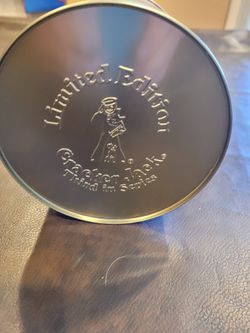 Limited Edition
®
Cracker Jack
Third in Series